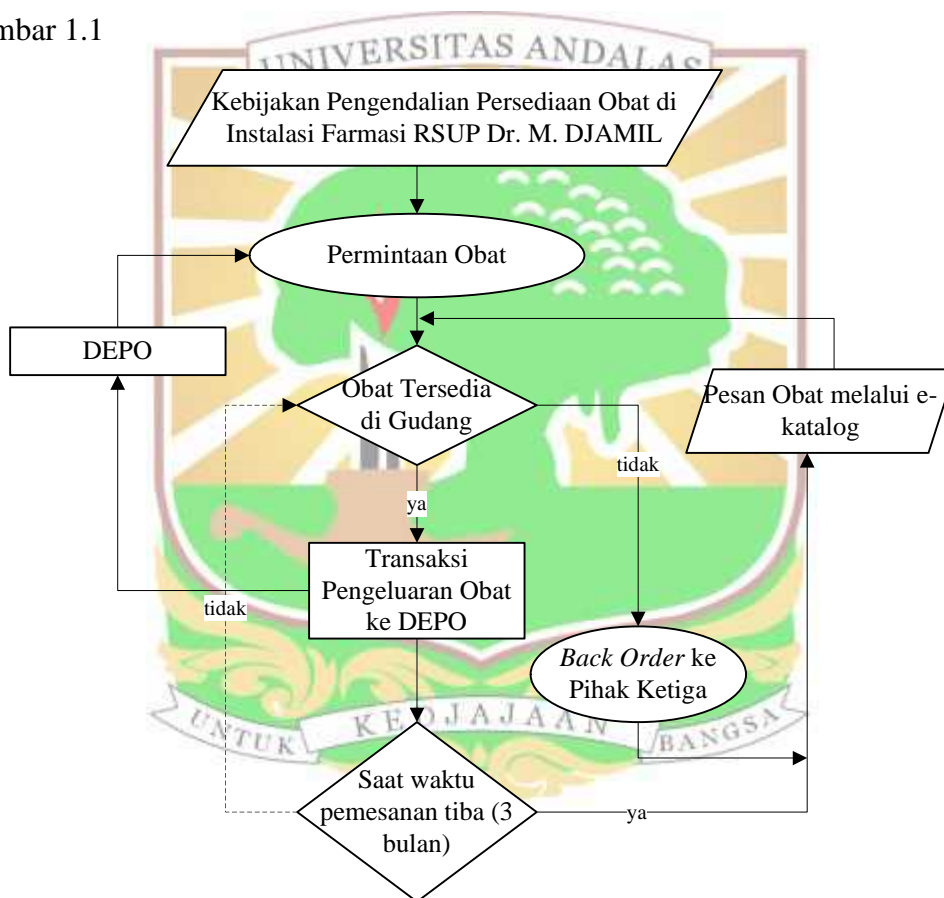 mbar 1.1
UNIVERSITAS ANDALAS
Kebijakan Pengendalian Persediaan Obat di
Instalasi Farmasi RSUP Dr. M. DJAMIL
Permintaan Obat
DEPO
Obat Tersedia
di Gudang
Pesan Obat melalui e-
katalog
tidak
ya
Transaksi
Pengeluaran Obat
ke DEPO
tidak
Back Order ke
Pihak Ketiga
UNTUK KEDJAJAAN BANGSA
Saat waktu
pemesanan tiba (3
bulan)
ya